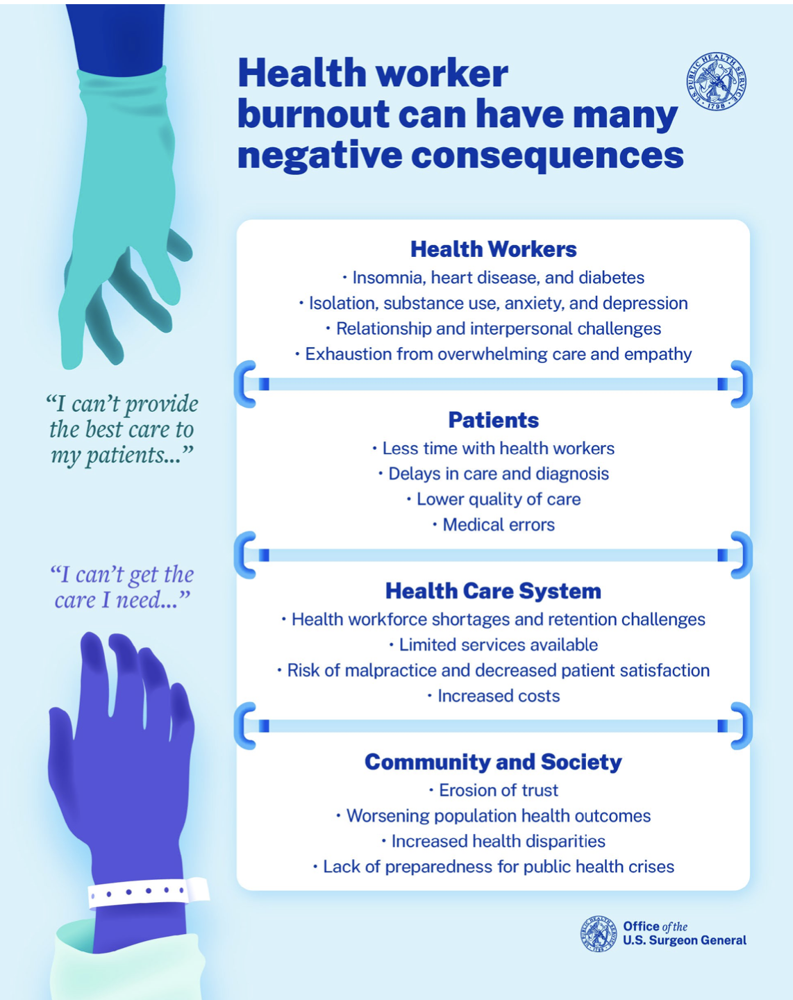 Health worker
burnout can have many
negative consequences
U.S. PUBLIC HEALTH SERVICE
· 1798 ·
Health Workers
· Insomnia, heart disease, and diabetes
· Isolation, substance use, anxiety, and depression
· Relationship and interpersonal challenges
· Exhaustion from overwhelming care and empathy
“I can’t provide
the best care to
my patients...”
Patients
· Less time with health workers
· Delays in care and diagnosis
· Lower quality of care
· Medical errors
“I can’t get the
care I need...”
Health Care System
· Health workforce shortages and retention challenges
· Limited services available
· Risk of malpractice and decreased patient satisfaction
· Increased costs
Community and Society
· Erosion of trust
· Worsening population health outcomes
· Increased health disparities
· Lack of preparedness for public health crises
U.S. PUBLIC HEALTH SERVICE
· 1798 ·
Office of the
U.S. Surgeon General